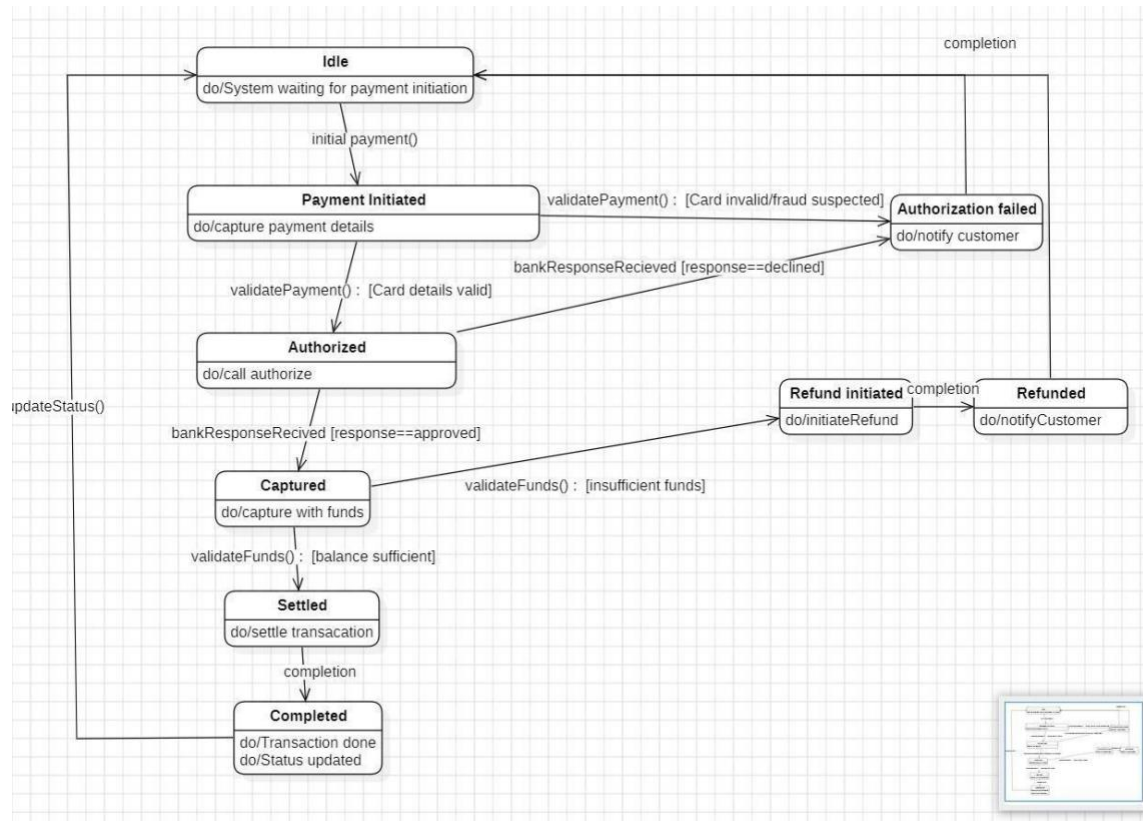 completion
Idle
do/System waiting for payment initiation
initial payment()
Payment Initiated
do/capture payment details
validatePayment() : [Card invalid/fraud suspected]
Authorization failed
do/notify customer
bankResponseRecieved [response==declined]
validatePayment() : [Card details valid]
Authorized
do/call authorize
Refund initiated
do/initiateRefund
completion
Refunded
do/notifyCustomer
updateStatus()
bankResponseRecived [response==approved]
Captured
do/capture with funds
validateFunds() : [insufficient funds]
validateFunds() : [balance sufficient]
Settled
do/settle transacation
completion
Completed
do/Transaction done
do/Status updated